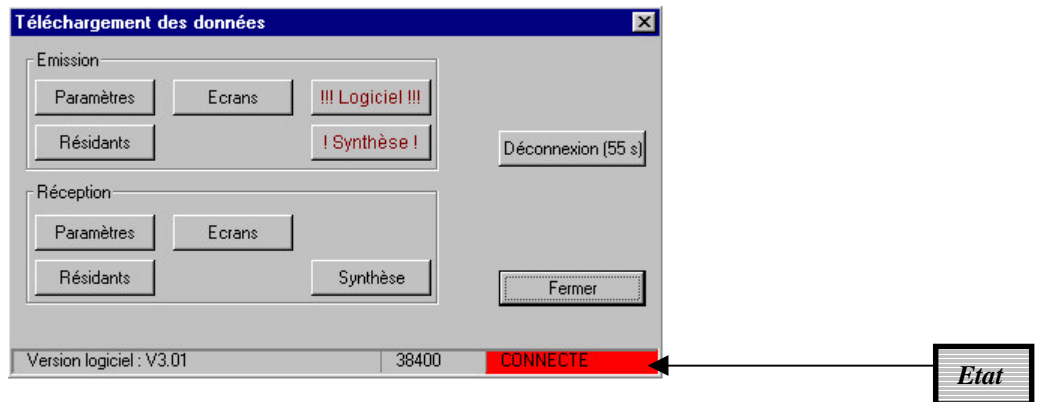 Téléchargement des données
Emission
Paramètres Ecrans !!! Logiciel !!!
Résidants ! Synthèse !
Déconnexion (55 s)
Réception
Paramètres Ecrans
Résidants Synthèse
Fermer
Version logiciel : V3.01 38400 CONNECTE
Etat